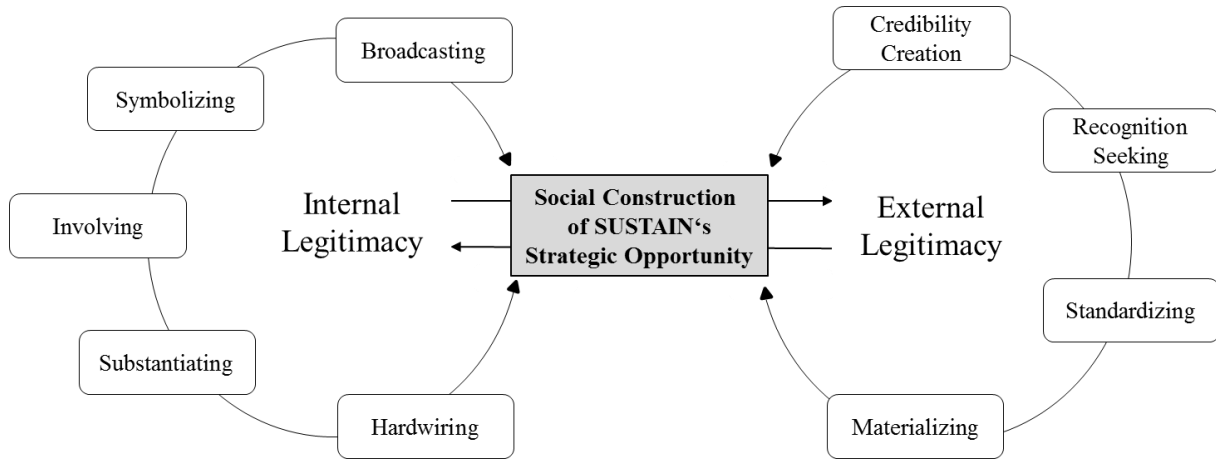 Broadcasting
Symbolizing
Involving
Substantiating
Hardwiring
Internal
Legitimacy
Social Construction
of SUSTAIN‘s
Strategic Opportunity
External
Legitimacy
Credibility
Creation
Recognition
Seeking
Standardizing
Materializing